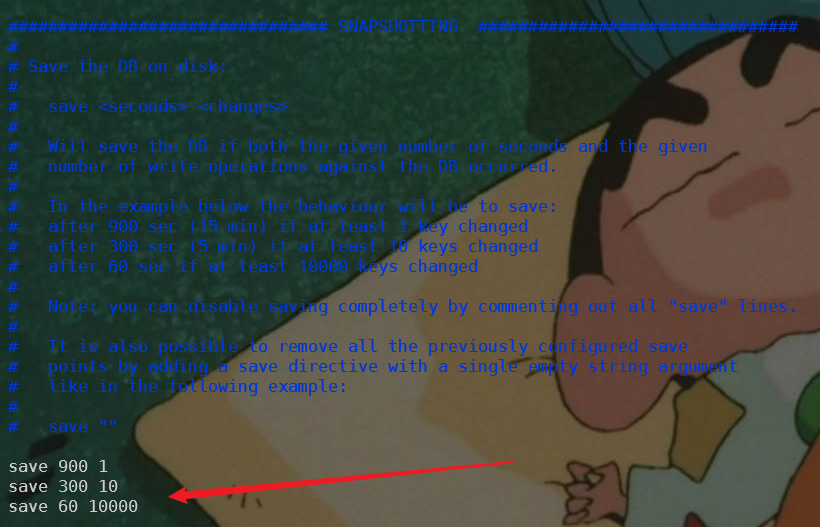 ################################ SNAPSHOTTING  ################################
#
# Save the DB on disk:
#
#   save <seconds> <changes>
#
#   Will save the DB if both the given number of seconds and the given
#   number of write operations against the DB occurred.
#
#   In the example below the behaviour will be to save:
#   after 900 sec (15 min) if at least 1 key changed
#   after 300 sec (5 min) if at least 10 keys changed
#   after 60 sec if at least 10000 keys changed
#
#   Note: you can disable saving completely by commenting out all "save" lines.
#
#   It is also possible to remove all the previously configured save
#   points by adding a save directive with a single empty string argument
#   like in the following example:
#
#   save ""

save 900 1
save 300 10
save 60 10000